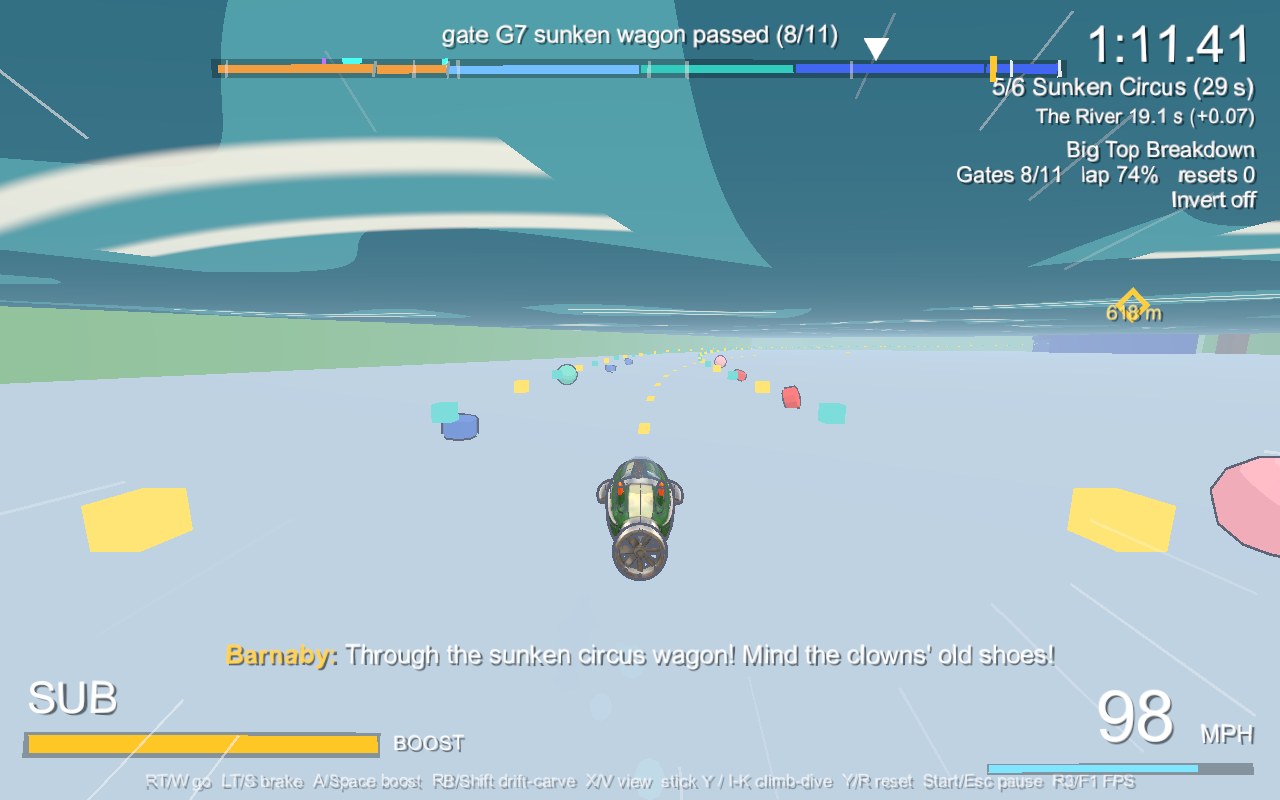 gate G7 sunken wagon passed (8/11)
1:11.41
5/6 Sunken Circus (29 s)
The River 19.1 s (+0.07)
Big Top Breakdown
Gates 8/11 lap 74% resets 0
Invert off
618 m
Barnaby: Through the sunken circus wagon! Mind the clowns' old shoes!
SUB
BOOST
98 MPH
RT/W go LT/S brake A/Space boost RB/Shift drift-carve X/V view stick Y / I-K climb-dive Y/R reset Start/Esc pause R3/F1 FPS